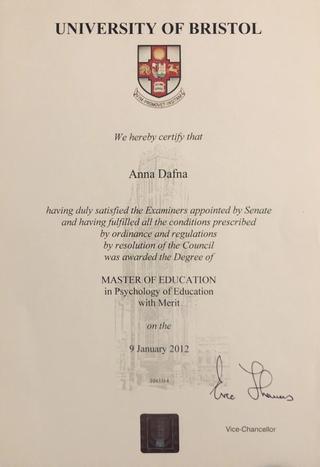 UNIVERSITY OF BRISTOL
We hereby certify that
Anna Dafna
having duly satisfied the Examiners appointed by Senate
and having fulfilled all the conditions prescribed
by ordinance and regulations
by resolution of the Council
was awarded the Degree of
MASTER OF EDUCATION
in Psychology of Education
with Merit
on the
9 January 2012
Eric Thomas
Vice-Chancellor